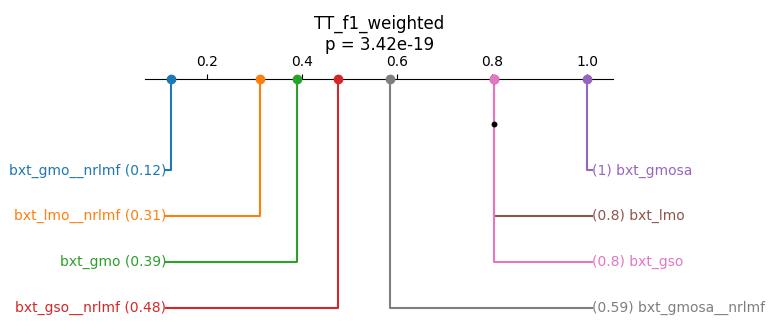 TT_f1_weighted
p = 3.42e-19
0.2 0.4 0.6 0.8 1.0
bxt_gmo__nrlmf (0.12)
(1) bxt_gmosa
bxt_lmo__nrlmf (0.31)
(0.8) bxt_lmo
bxt_gmo (0.39)
(0.8) bxt_gso
bxt_gso__nrlmf (0.48)
(0.59) bxt_gmosa__nrlmf